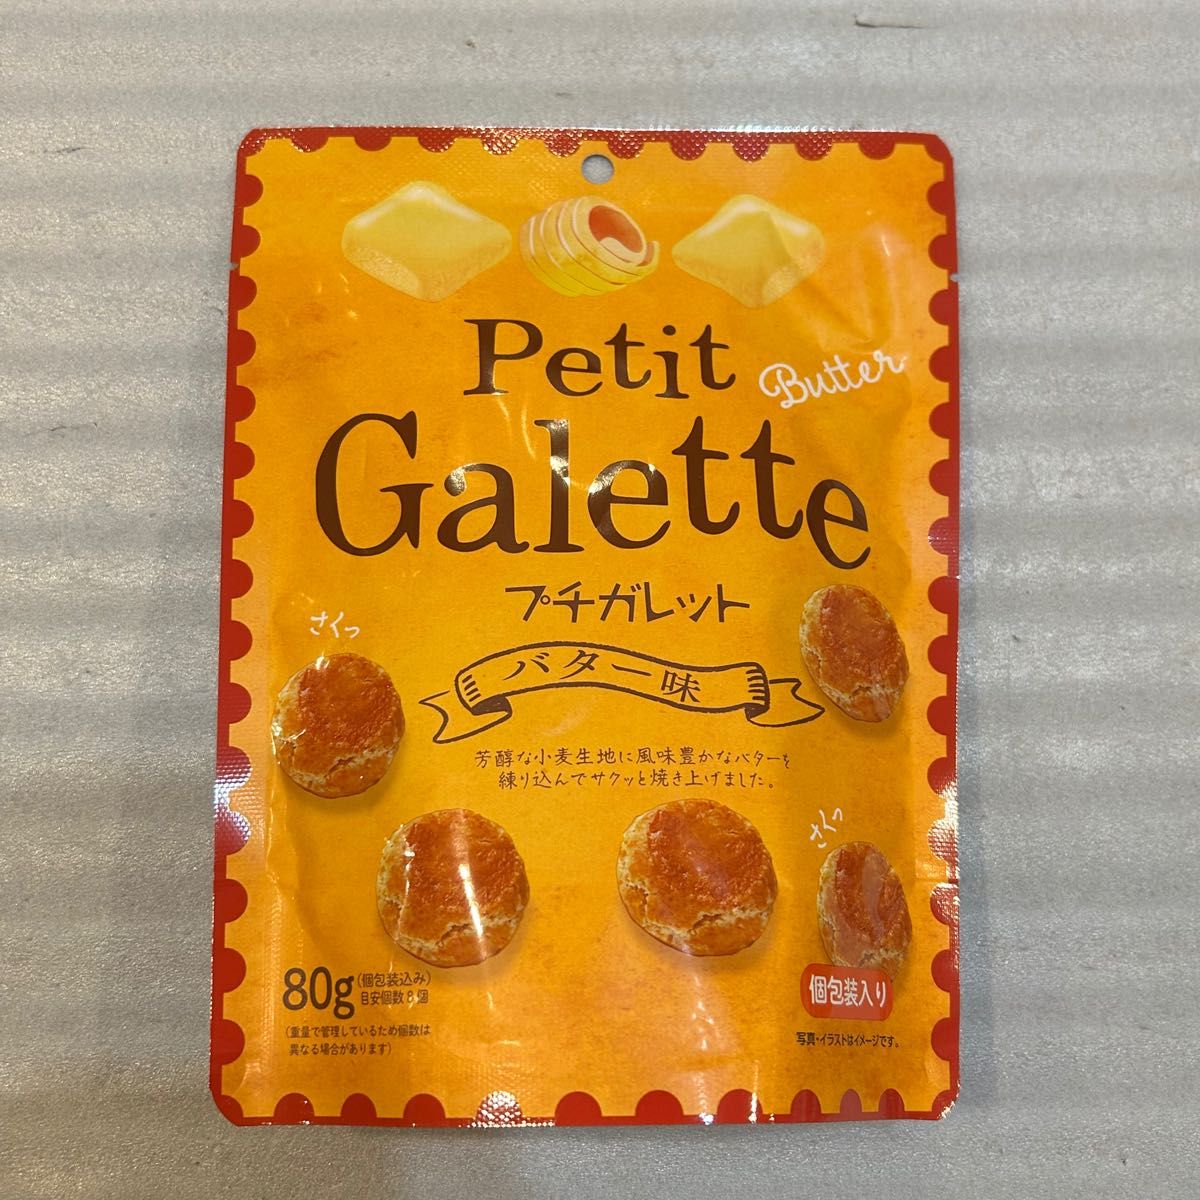 Petit
Butter
Galette
プチガレット
さくっ
バター味
芳醇な小麦生地に風味豊かなバターを
練り込んでサクッと焼き上げました。
さくっ
80g(個包装込み)
目安個数8個
(重量で管理しているため個数は
異なる場合があります)
個包装入り
写真・イラストはイメージです。